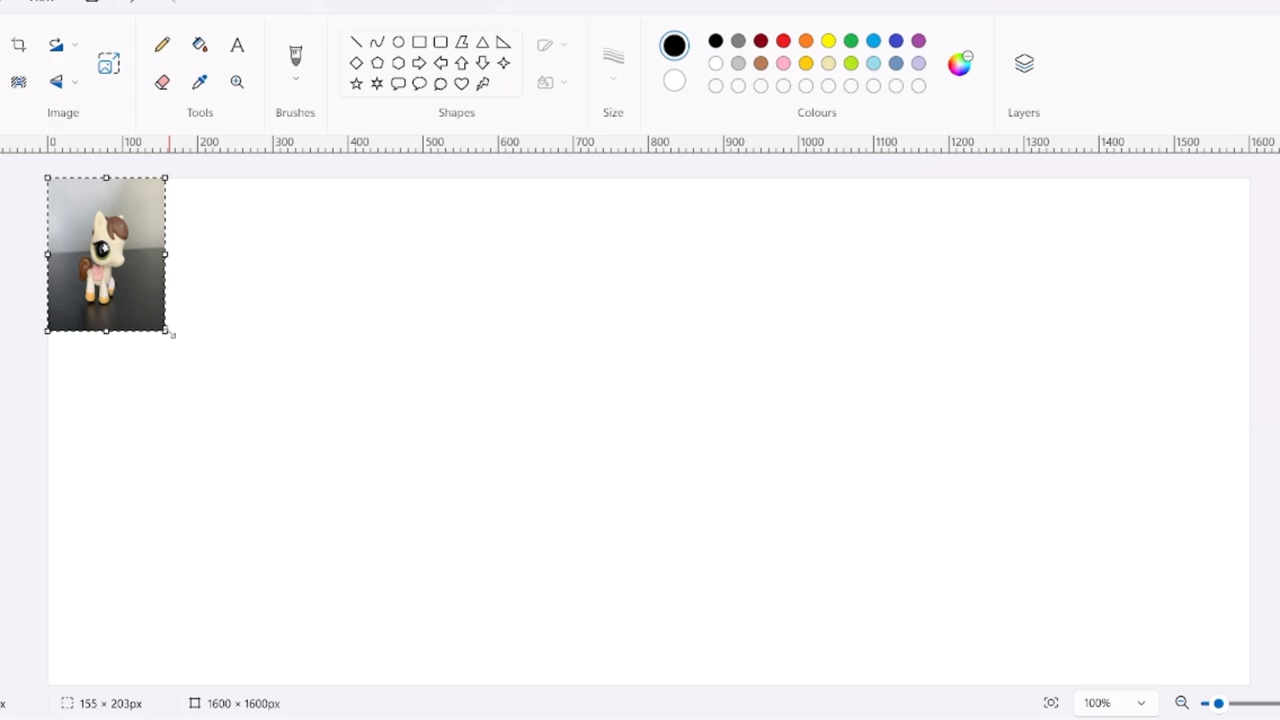 Image
Tools
Brushes
Shapes
Size
Colours
Layers
0 100 200 300 400 500 600 700 800 900 1000 1100 1200 1300 1400 1500 1600
155 × 203px
1600 × 1600px
100%